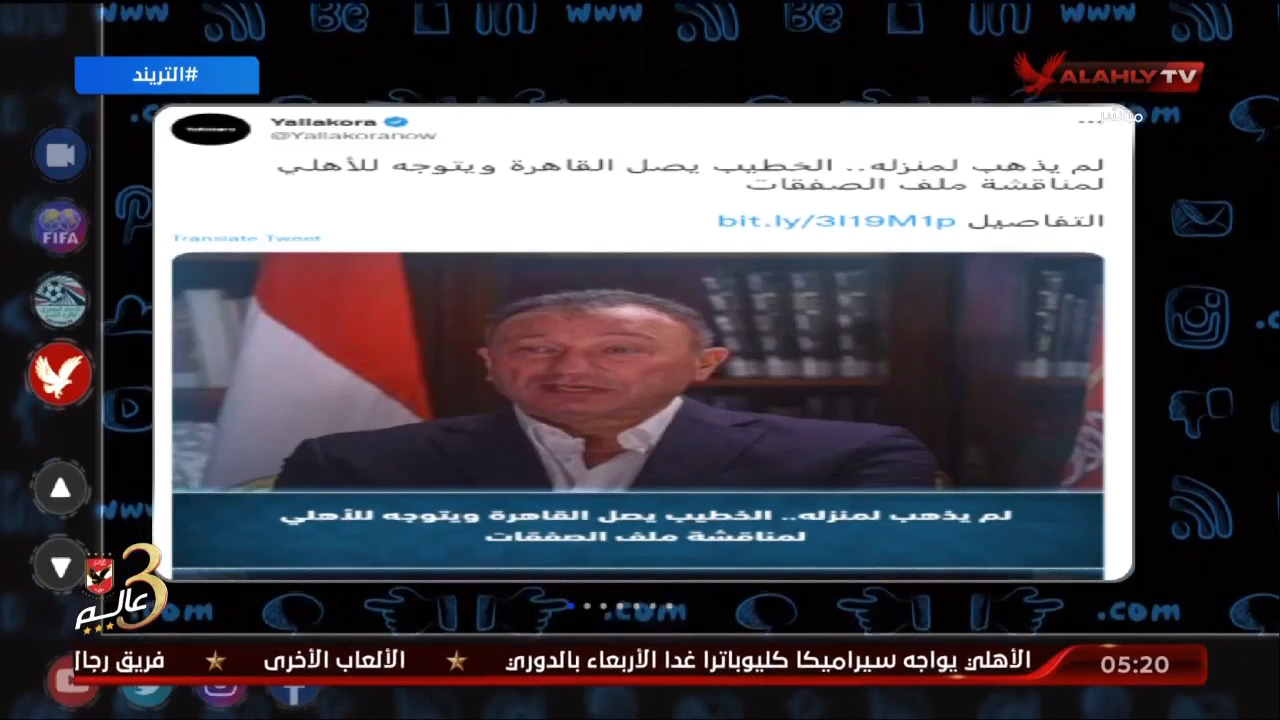 #التريند
ALAHLY TV
مباشر
Yallakora
@Yallakoranow
لم يذهب لمنزله.. الخطيب يصل القاهرة ويتوجه للأهلي
لمناقشة ملف الصفقات
التفاصيل bit.ly/3l19M1p
Translate Tweet
FIFA
لم يذهب لمنزله.. الخطيب يصل القاهرة ويتوجه للأهلي
لمناقشة ملف الصفقات
3
عالم
05:20
الأهلي يواجه سيراميكا كليوباترا غدا الأربعاء بالدوري ★ الألعاب الأخرى ★ فريق رجال